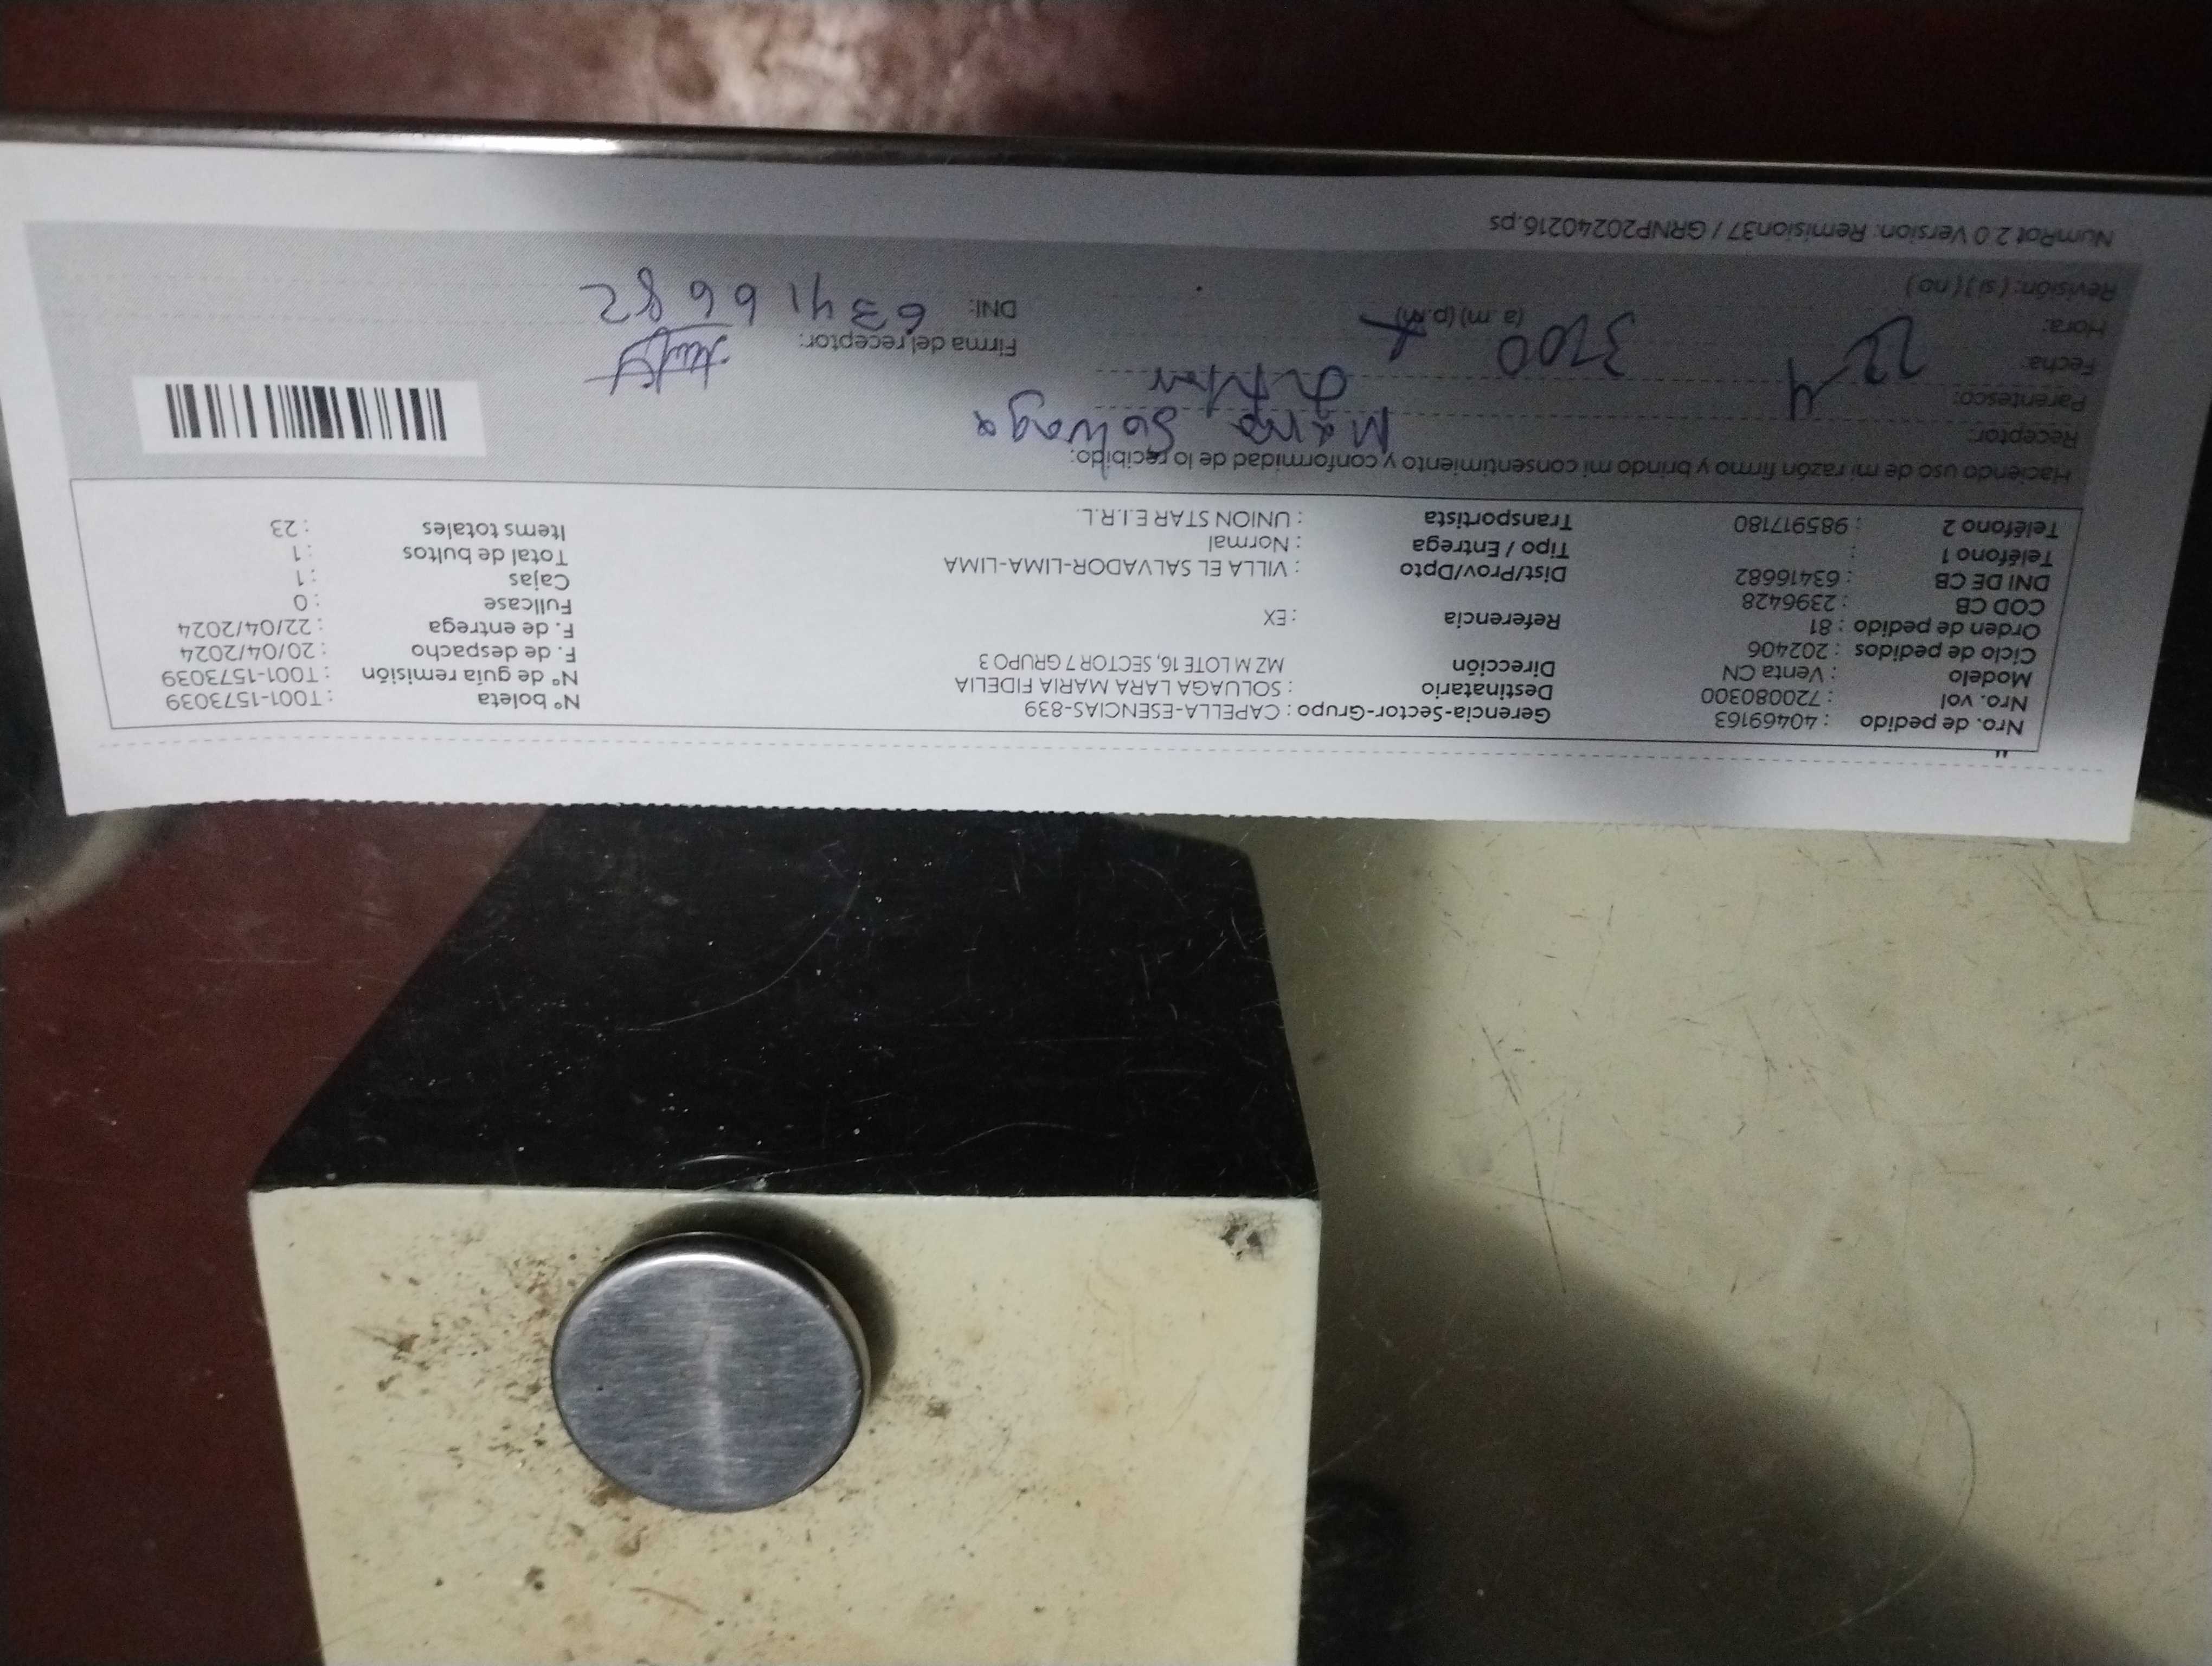 Nro. de pedido : 40469163 Gerencia-Sector-Grupo : CAPELLA-ESENCIAS-839 N° boleta : T001-1573039
Nro. vol : 720080300 Destinatario : SOLUAGA LARA MARIA FIDELIA N° de guía remisión : T001-1573039
Modelo : Venta CN Dirección MZ M LOTE 16, SECTOR 7 GRUPO 3 F. de despacho : 20/04/2024
Ciclo de pedidos : 202406 F. de entrega : 22/04/2024
Orden de pedido : 81 Referencia : EX Fullcase : 0
COD CB : 2396428 Cajas : 1
DNI DE CB : 63416682 Dist/Prov/Dpto : VILLA EL SALVADOR-LIMA-LIMA Total de bultos : 1
Teléfono 1 : Tipo / Entrega : Normal Items totales : 23
Teléfono 2 : 985917180 Transportista : UNION STAR E.I.R.L.
Haciendo uso de mi razón firmo y brindo mi consentimiento y conformidad de lo recibido:
Receptor: Maria Soluaga
Parentesco:
Fecha: 22 4 Firma del receptor:
Hora: 3700 (a.m) (p.m) DNI: 63416682
Revisión: ( si ) ( no )
NumRot 2.0 Version. Remision37 / GRNP20240216.ps